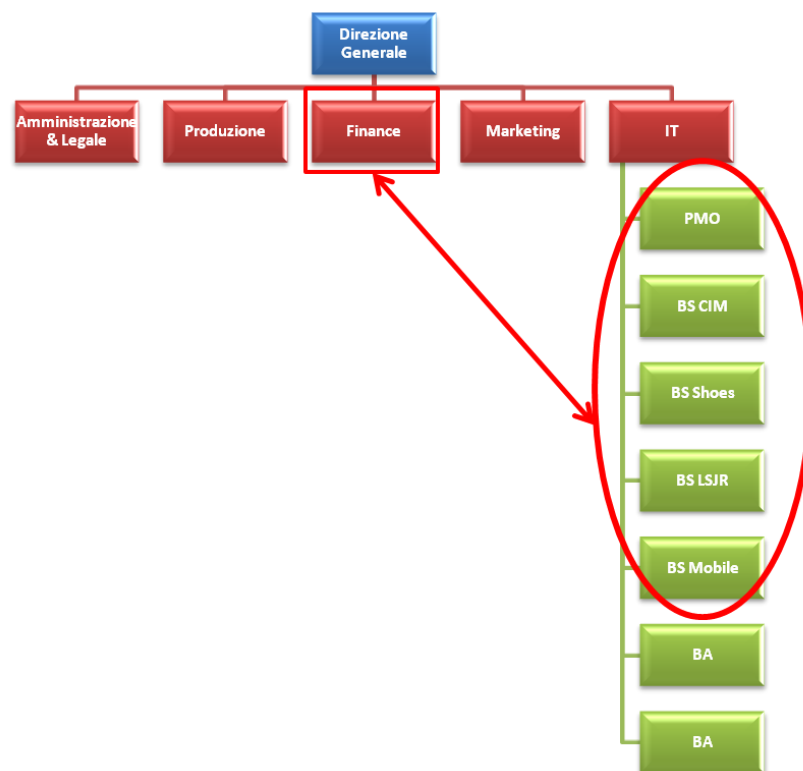 Direzione
Generale
Amministrazione
& Legale
Produzione
Finance
Marketing
IT
PMO
BS CIM
BS Shoes
BS LSJR
BS Mobile
BA
BA